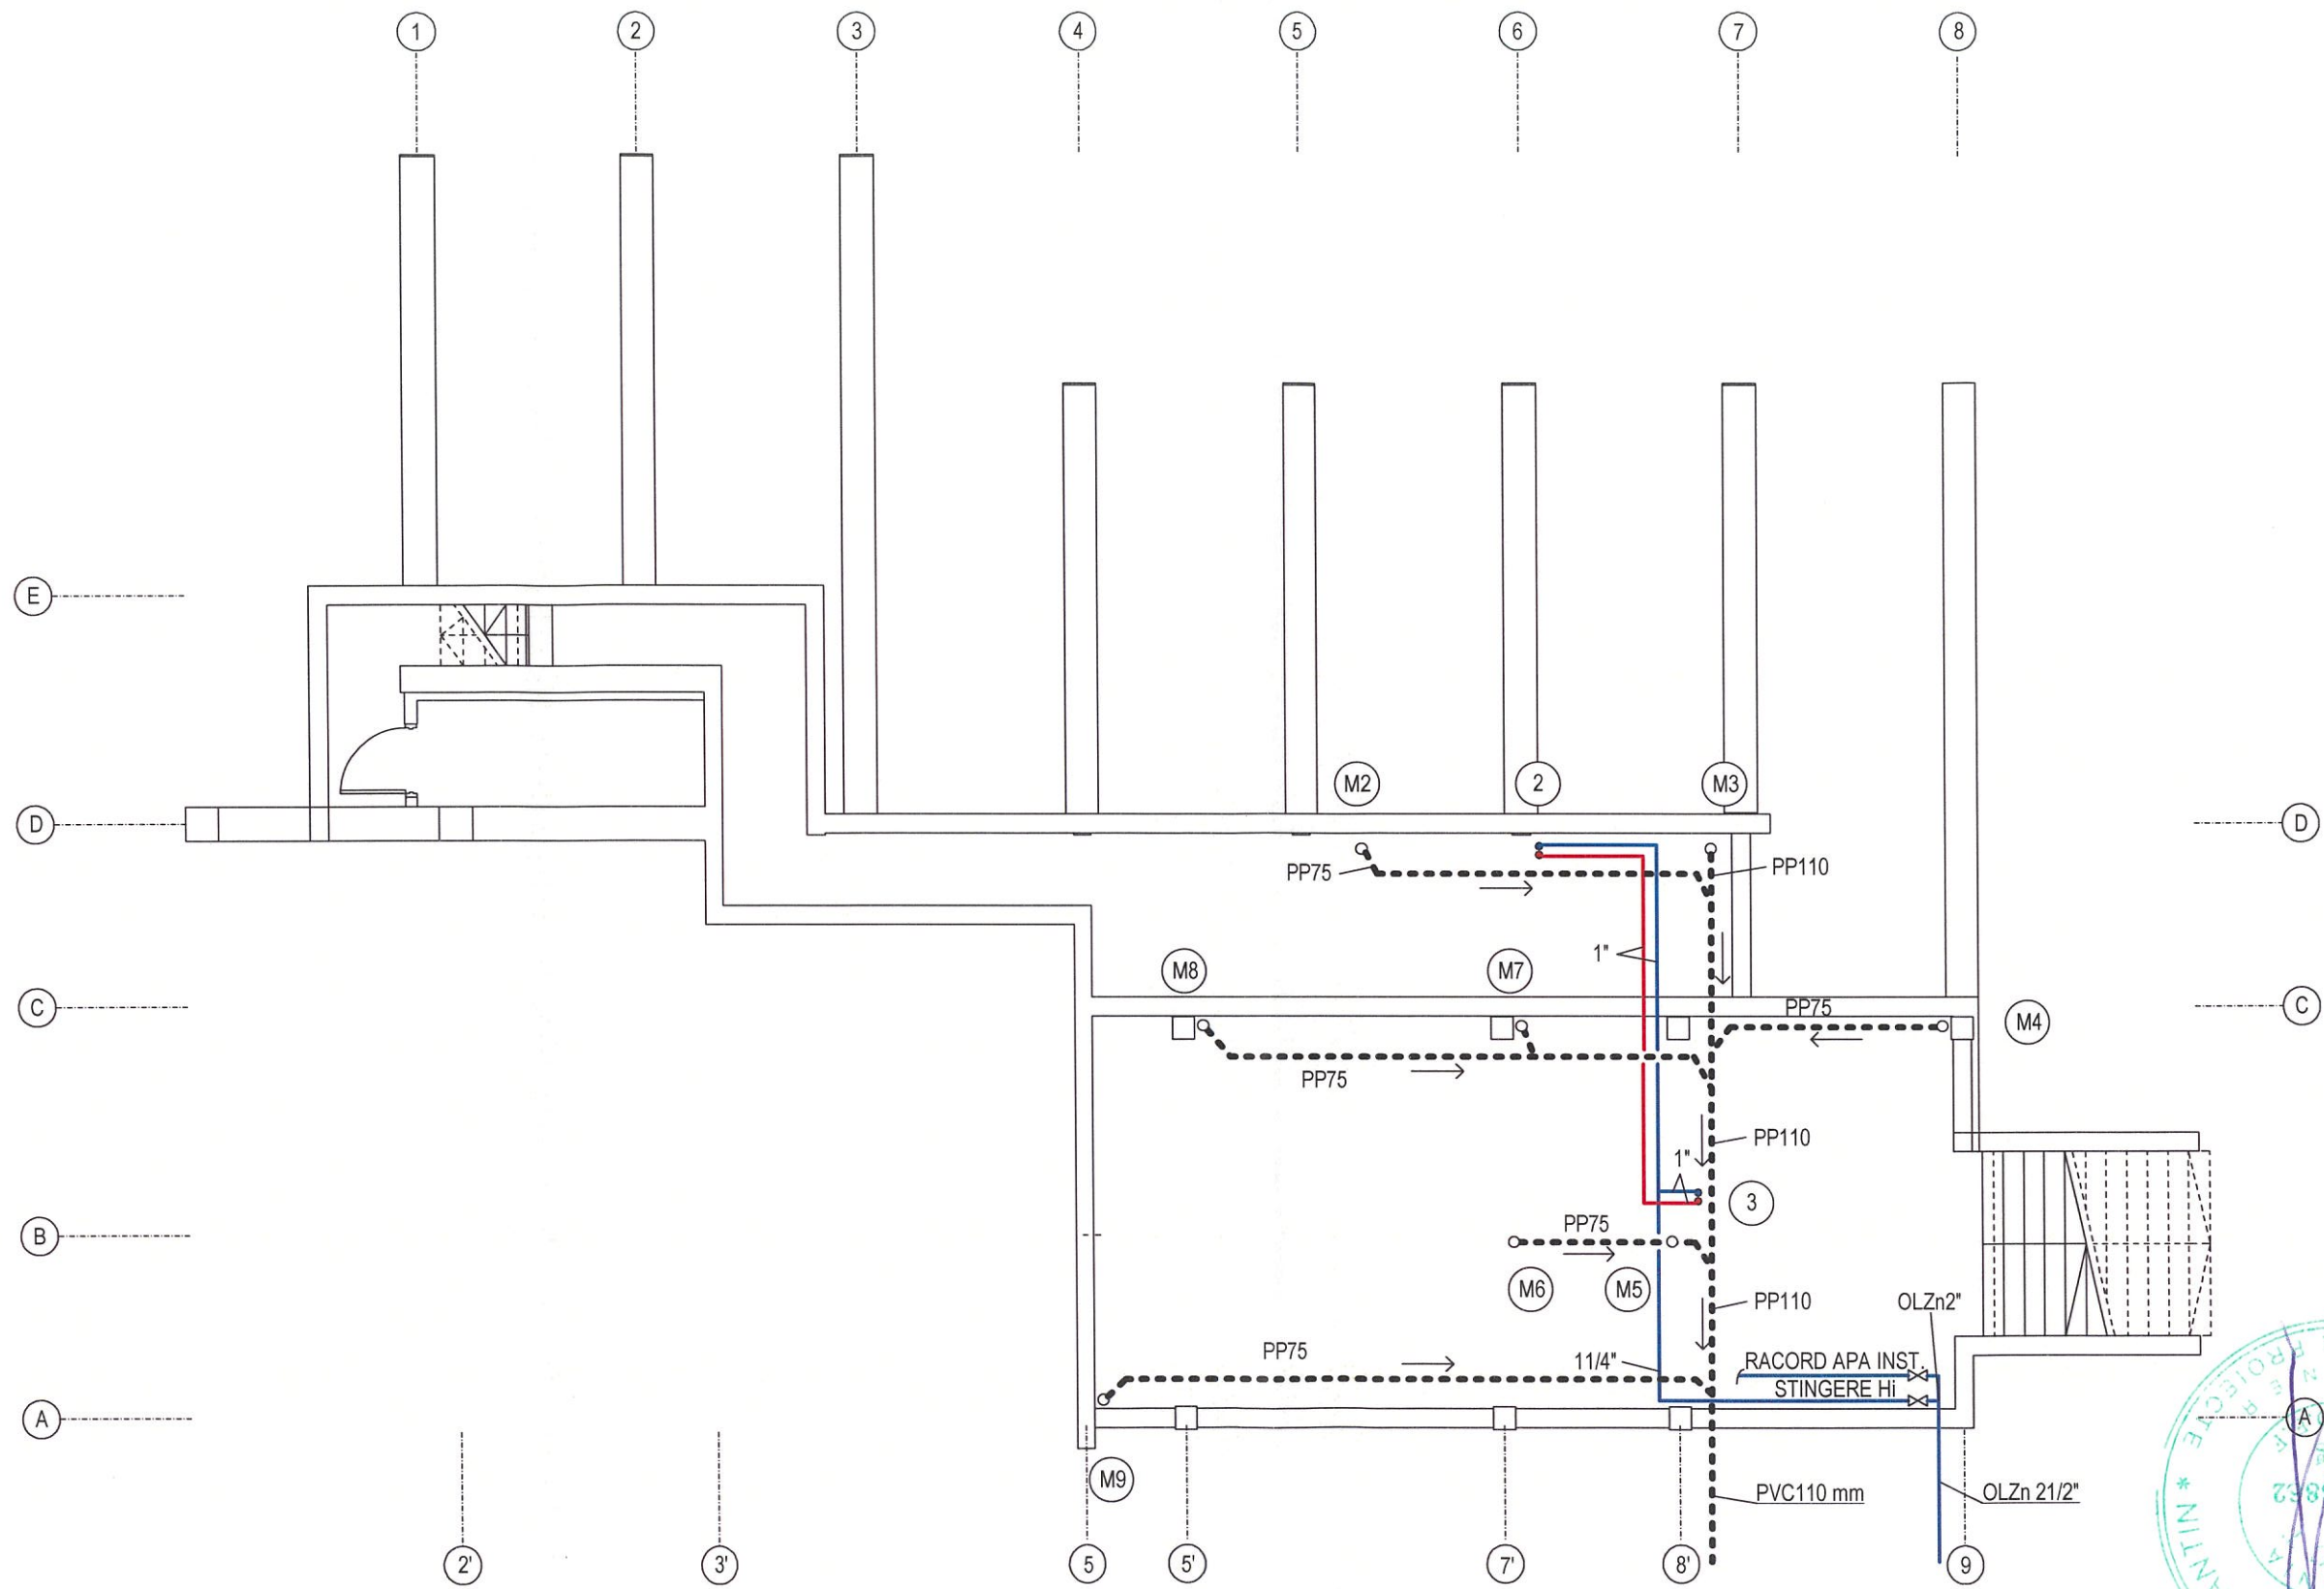 1 2 3 4 5 6 7 8
E
M2 2 M3
D D
PP75 PP110
1"
M8 M7
C PP75 C
M4
PP75
PP110
1"
3
B PP75
M6 M5 PP110 OLZn2"
PP75 11/4" RACORD APA INST.
STINGERE Hi
A A
M9 PVC110 mm OLZn 21/2"
2' 3' 5 5' 7' 8' 9
PROIECTE * NITN